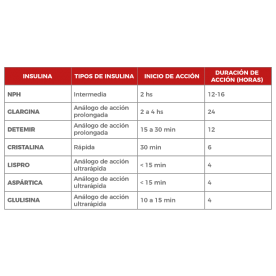 INSULINA TIPOS DE INSULINA INICIO DE ACCIÓN DURACIÓN DE ACCIÓN (HORAS)
NPH Intermedia 2 hs 12-16
GLARGINA Análogo de acción prolongada 2 a 4 hs 24
DETEMIR Análogo de acción prolongada 15 a 30 min 12
CRISTALINA Rápida 30 min 6
LISPRO Análogo de acción ultrarápida < 15 min 4
ASPÁRTICA Análogo de acción ultrarápida < 15 min 4
GLULISINA Análogo de acción ultrarápida 10 a 15 min 4